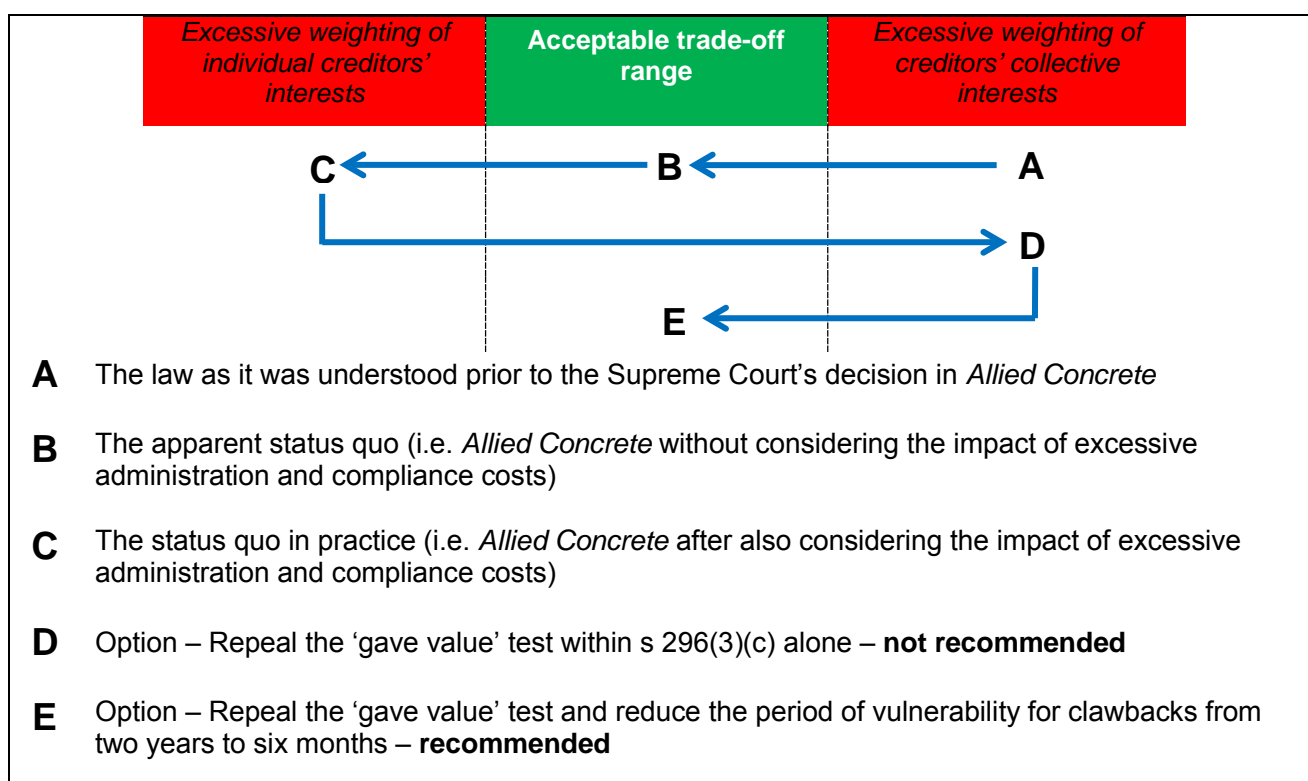 Excessive weighting of
individual creditors'
interests
Acceptable trade-off
range
Excessive weighting of
creditors' collective
interests
C
B
A
D
E
A The law as it was understood prior to the Supreme Court's decision in Allied Concrete
B The apparent status quo (i.e. Allied Concrete without considering the impact of excessive
administration and compliance costs)
C The status quo in practice (i.e. Allied Concrete after also considering the impact of excessive
administration and compliance costs)
D Option – Repeal the 'gave value' test within s 296(3)(c) alone – not recommended
E Option – Repeal the 'gave value' test and reduce the period of vulnerability for clawbacks from
two years to six months – recommended